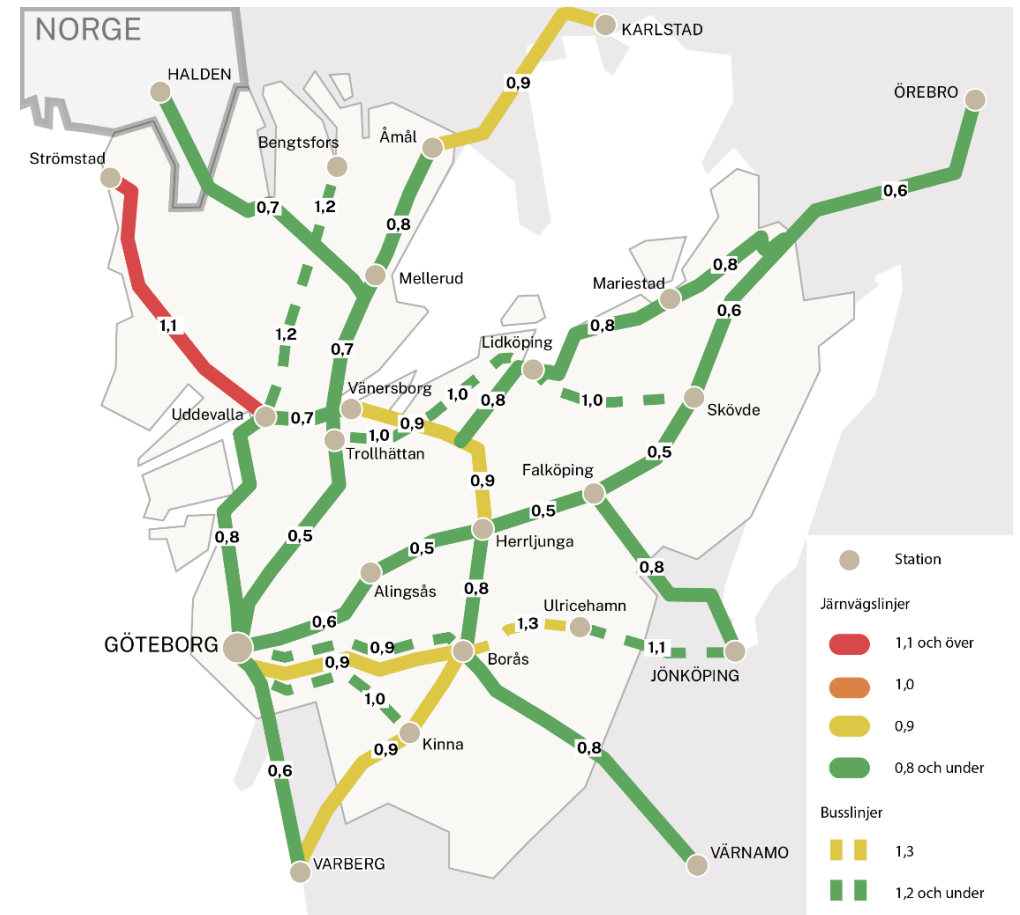 NORGE
KARLSTAD
HALDEN
0,9
ÖREBRO
Bengtsfors
Åmål
Strömstad
0,6
1,2
0,7
0,8
0,8
Mellerud
Mariestad
0,6
1,1
0,8
1,2
Lidköping
0,7
Vänersborg
1,0
0,8
1,0
Skövde
Uddevalla
0,7
0,9
1,0
Trollhättan
0,5
Falköping
0,9
0,5
0,8
0,5
Herrljunga
0,5
Station
0,8
Alingsås
0,8
Järnvägslinjer
Ulricehamn
0,6
1,3
GÖTEBORG
0,9
1,1
1,1 och över
0,9
Borås
JÖNKÖPING
1,0
1,0
0,9
Kinna
0,9
0,8
0,6
0,8 och under
Busslinjer
VÄRNAMO
1,3
VARBERG
1,2 och under